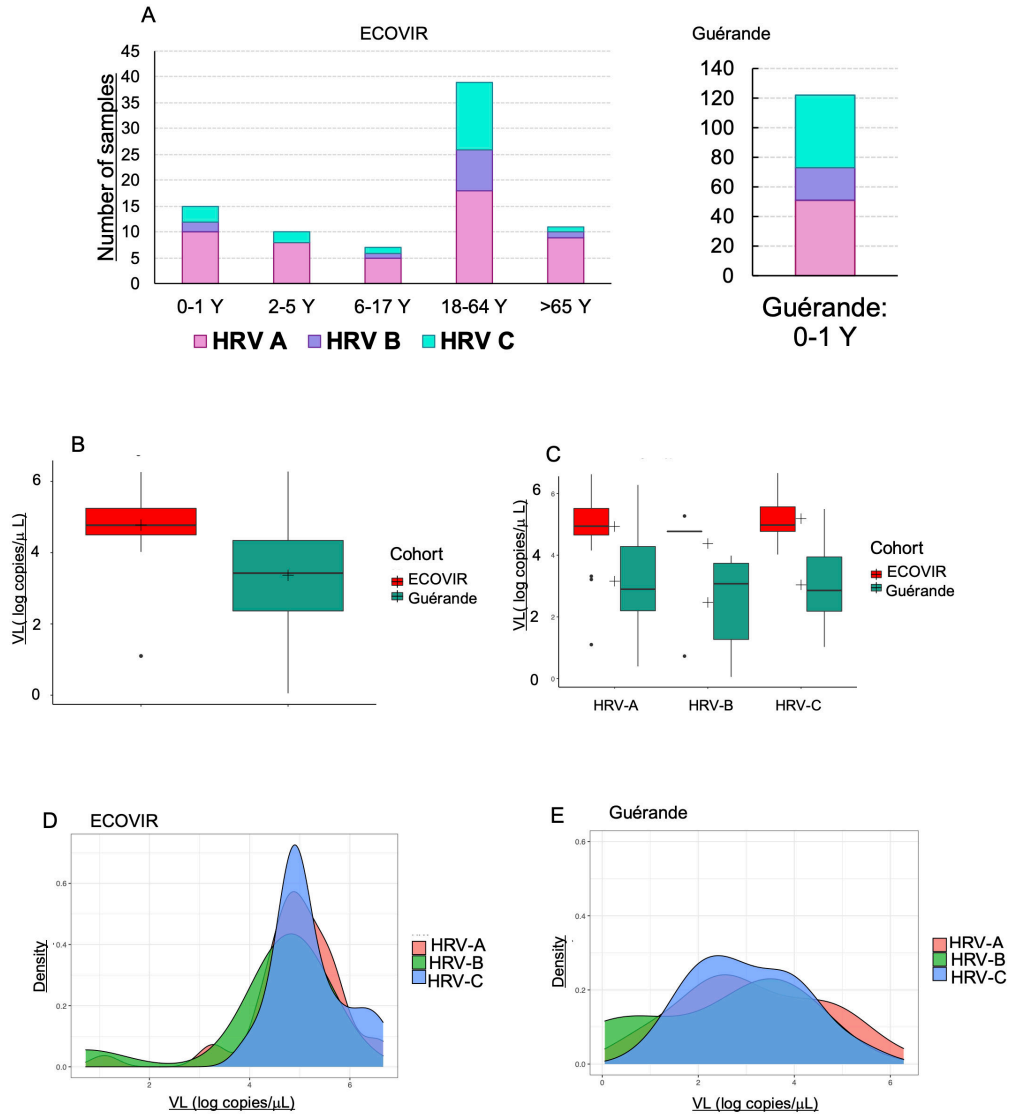 A
ECOVIR
Number of samples
45
40
35
30
25
20
15
10
5
0
0-1 Y 2-5 Y 6-17 Y 18-64 Y >65 Y
HRV A HRV B HRV C
Guérande
140
120
100
80
60
40
20
0
Guérande:
0-1 Y
B
VL( log copies/μ L)
6
4
2
0
Cohort
ECOVIR
Guérande
C
VL( log copies/μ L)
6
6
4
4
2
2
0
0
HRV-A HRV-B HRV-C
Cohort
ECOVIR
Guérande
D ECOVIR
Density
0.6
0.4
0.2
0.0
2 4 6
VL (log copies/μL)
HRV-A
HRV-B
HRV-C
E Guérande
Density
0.6
0.4
0.2
0.0
0 2 4 6
VL (log copies/μL)
HRV-A
HRV-B
HRV-C